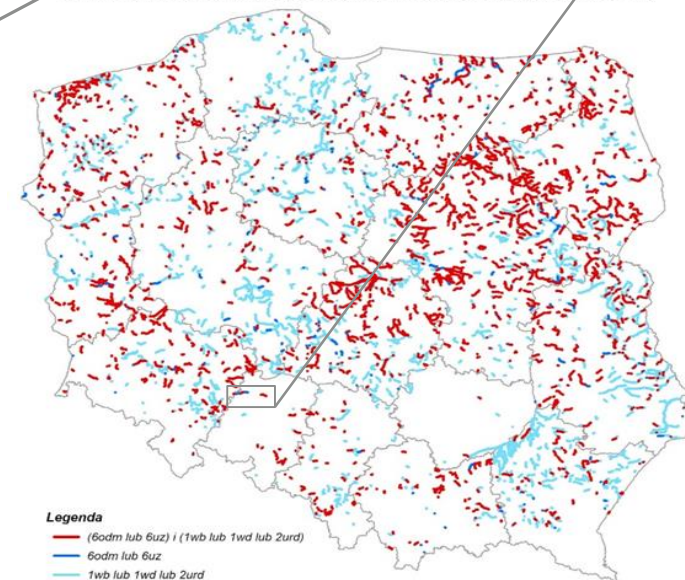 Legenda
(6odm lub 6uz) i (1wb lub 1wd lub 2urd)
6odm lub 6uz
1wb lub 1wd lub 2urd